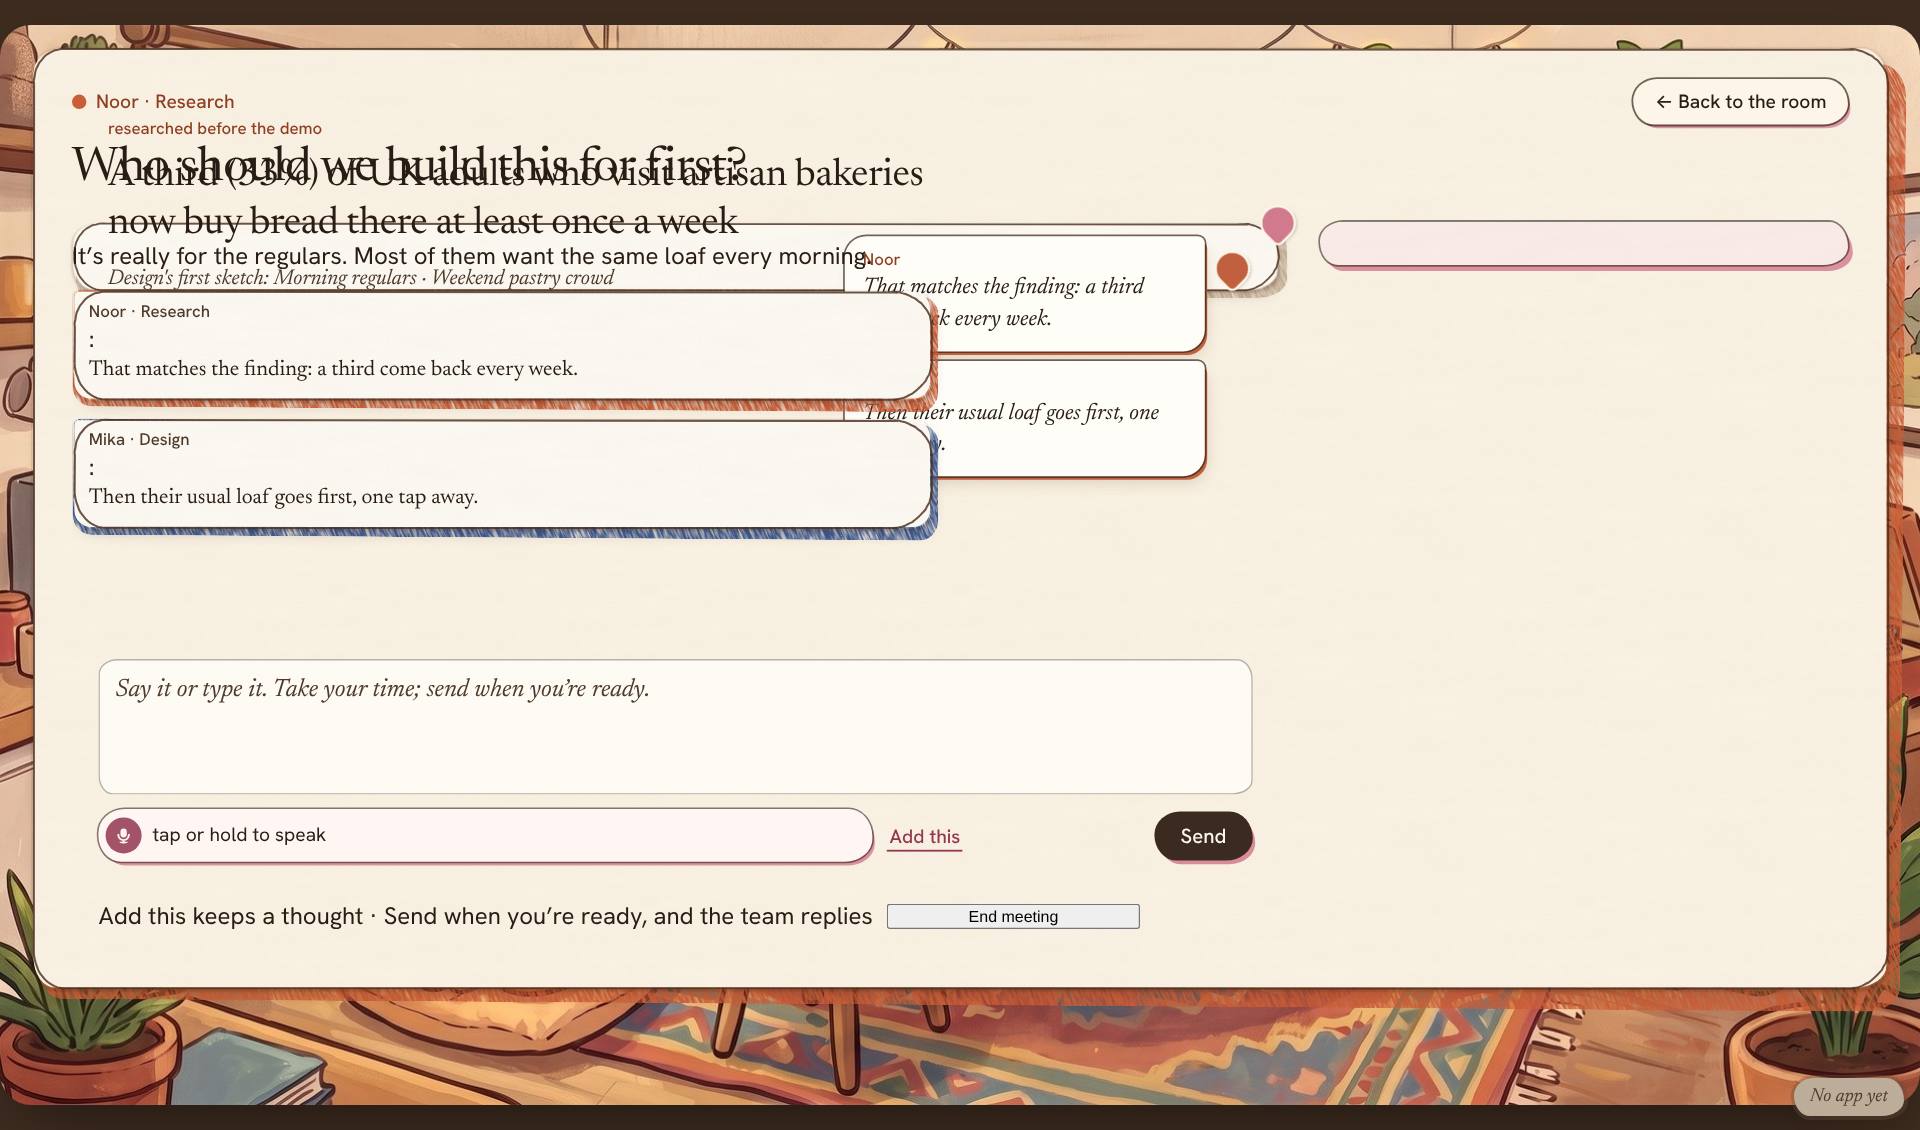 Noor · Research
← Back to the room
researched before the demo
Who should we build this for first?
A third (33%) of UK adults who visit artisan bakeries
now buy bread there at least once a week
It’s really for the regulars. Most of them want the same loaf every morning.
Design's first sketch: Morning regulars · Weekend pastry crowd
Noor
That matches the finding: a third
every week.
Noor · Research
:
That matches the finding: a third come back every week.
Then their usual loaf goes first, one
Mika · Design
:
Then their usual loaf goes first, one tap away.
Say it or type it. Take your time; send when you’re ready.
tap or hold to speak
Add this
Send
Add this keeps a thought · Send when you’re ready, and the team replies
End meeting
No app yet